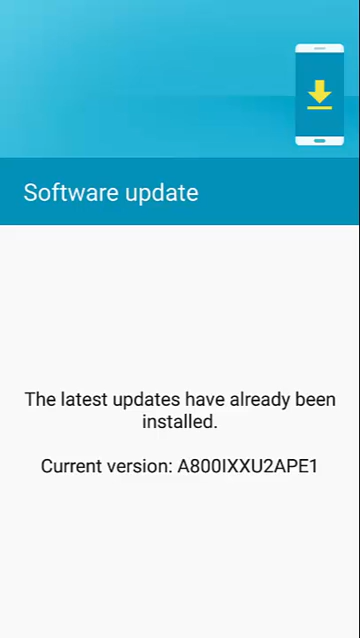 Software update
The latest updates have already been
installed.
Current version: A800IXXU2APE1